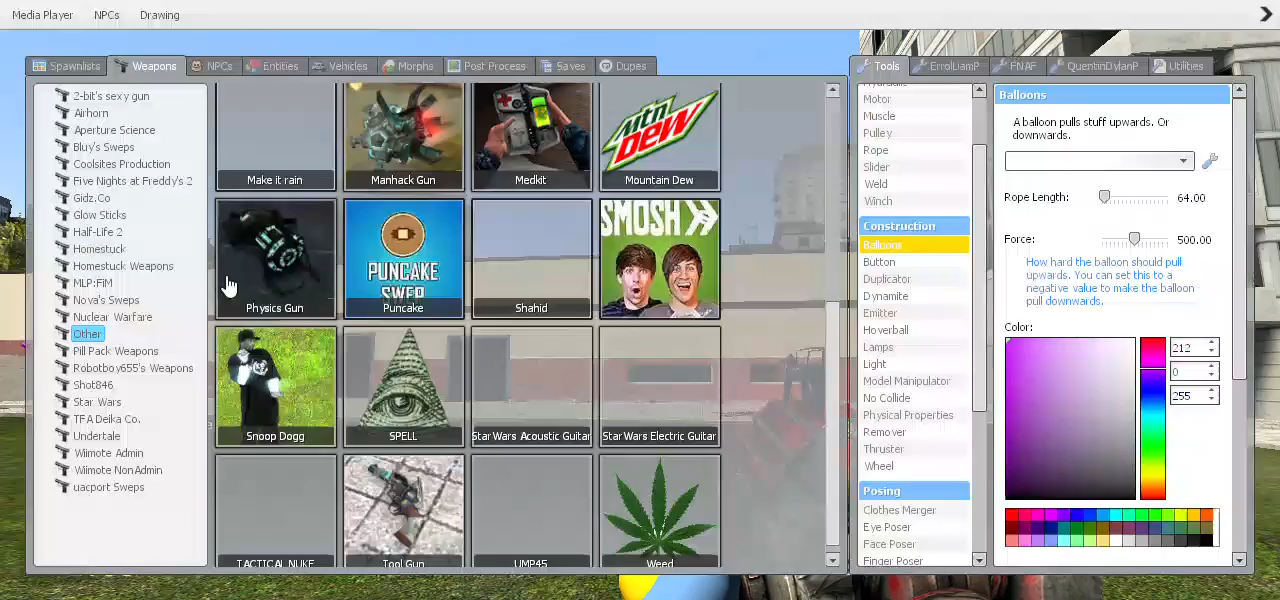 Media Player NPCs Drawing
Spawnlists Weapons NPCs Entities Vehicles Morphs Post Process Saves Dupes
2-bit's sexy gun
Airhorn
Aperture Science
Bluy's Sweps
Coolsites Production
Five Nights at Freddy's 2
Gidz.Co
Glow Sticks
Half-Life 2
Homestuck
Homestuck Weapons
MLP:FIM
Nova's Sweps
Nuclear Warfare
Other
Pill Pack Weapons
Robotboy655's Weapons
Shot846
Star Wars
TFA Delka Co.
Undertale
Wiimote Admin
Wiimote NonAdmin
uacport Sweps
Make it rain
Manhack Gun
Medkit
mtn
DEW
Mountain Dew
Physics Gun
PUNCAKE
SWEP
Puncake
Shahid
SMOSH
Snoop Dogg
SPELL
Star Wars Acoustic Guitar
Star Wars Electric Guitar
TACTICAL NUKE
Tool Gun
UMP45
Weed
Tools ErrolLiamP FNAF QuentinDylanP Utilities
Hydraulic
Motor
Muscle
Pulley
Rope
Slider
Weld
Winch
Construction
Balloons
Button
Duplicator
Dynamite
Emitter
Hoverball
Lamps
Light
Model Manipulator
No Collide
Physical Properties
Remover
Thruster
Wheel
Posing
Clothes Merger
Eye Poser
Face Poser
Finger Poser
Balloons
A balloon pulls stuff upwards. Or
downwards.
Rope Length: 64.00
Force: 500.00
How hard the balloon should pull
upwards. You can set this to a
negative value to make the balloon
pull downwards.
Color:
212
0
255